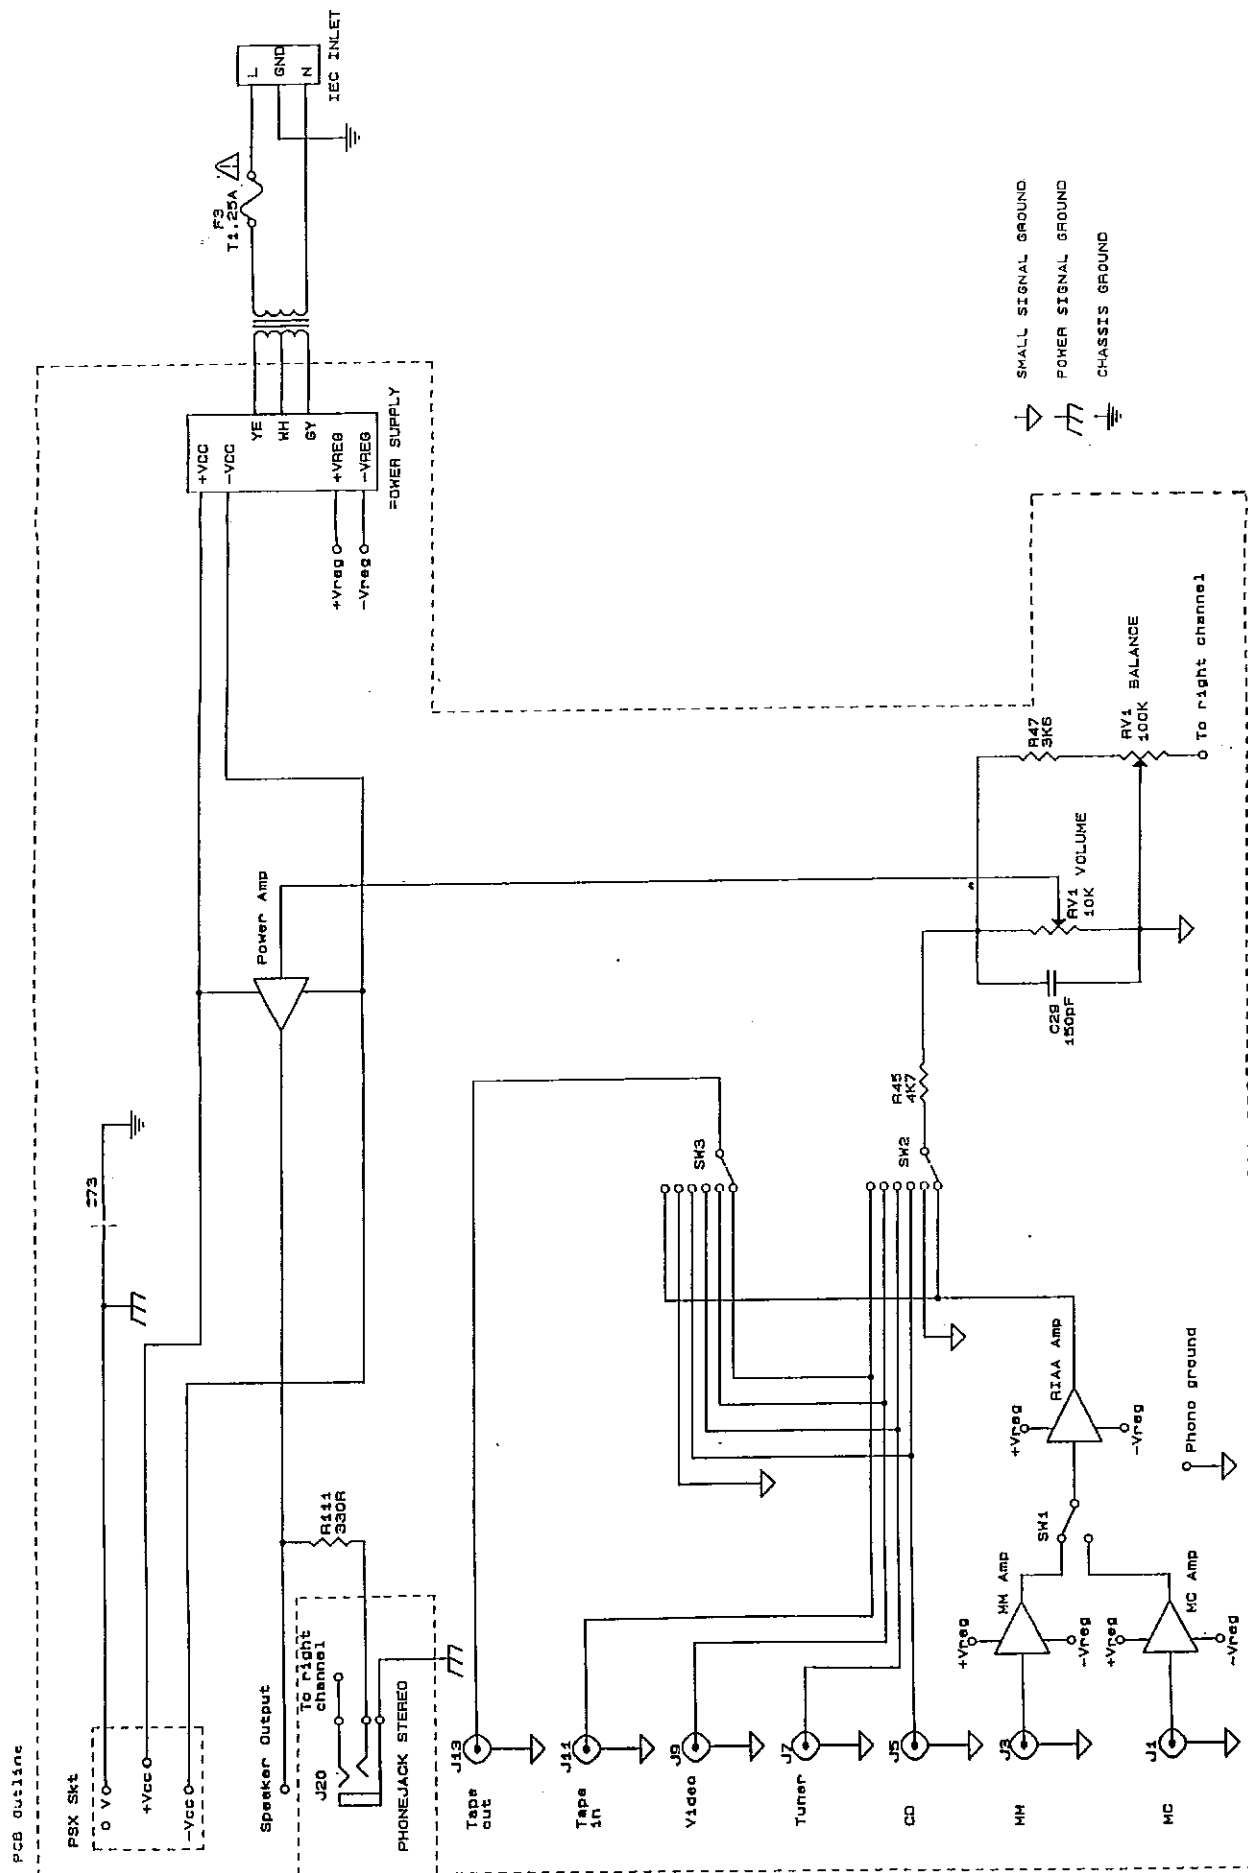 PCB Outline
PSX Skt
0 V
+Vcc
-Vcc
Speaker Output
To right
channel
J20
PHONEJACK STEREO
R111
330R
Power Amp
+VCC
-VCC
YE
WH
GY
+VREG
-VREG
POWER SUPPLY
+Vreg
-Vreg
F3
T1.25A
L
GND
N
IEC INLET
J13
Tape
out
J11
Tape
in
J9
Video
J7
Tuner
J5
CD
J3
MM
J1
MC
SW3
SW2
R45
4K7
C29
150pF
RV1
10K VOLUME
R47
3K6
RV1
100K BALANCE
To right channel
+Vreg
MM Amp
-Vreg
+Vreg
MC Amp
-Vreg
SW1
+Vreg
RIAA Amp
-Vreg
Phono ground
SMALL SIGNAL GROUND
POWER SIGNAL GROUND
CHASSIS GROUND